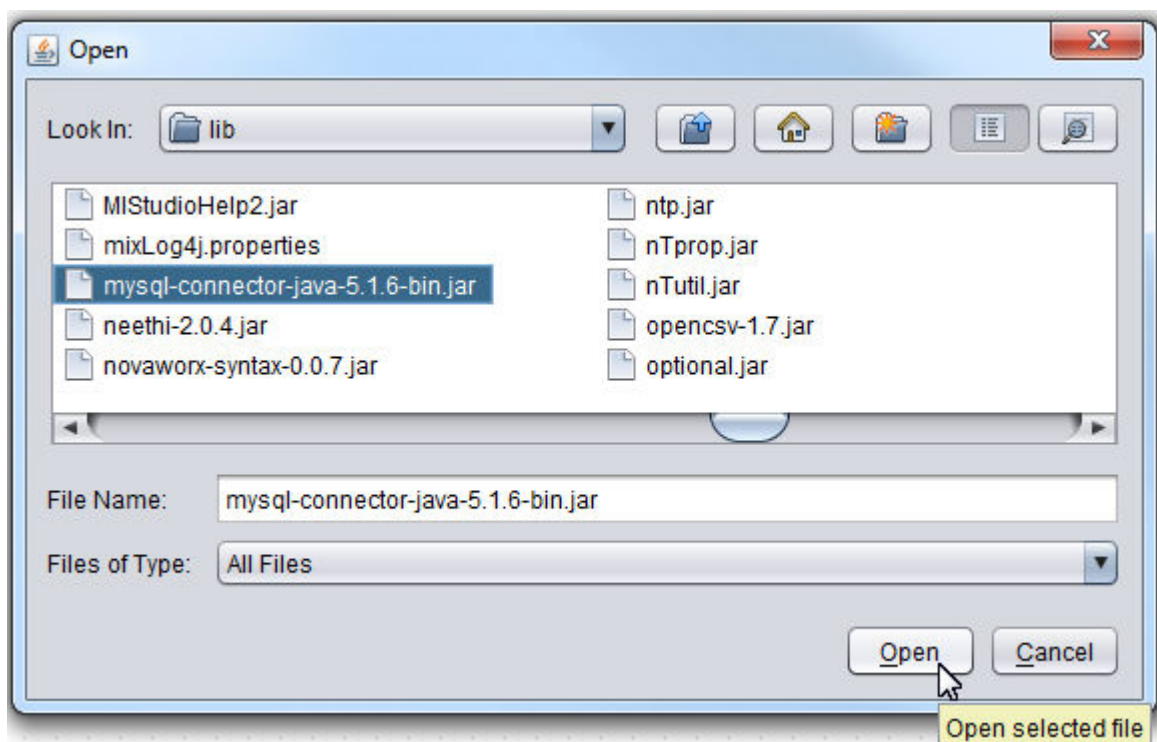 Open
Look In: lib
MIStudioHelp2.jar
mixLog4j.properties
mysql-connector-java-5.1.6-bin.jar
neethi-2.0.4.jar
novaworx-syntax-0.0.7.jar
ntp.jar
nTprop.jar
nTutil.jar
opencsv-1.7.jar
optional.jar
File Name: mysql-connector-java-5.1.6-bin.jar
Files of Type: All Files
Open Cancel
Open selected file